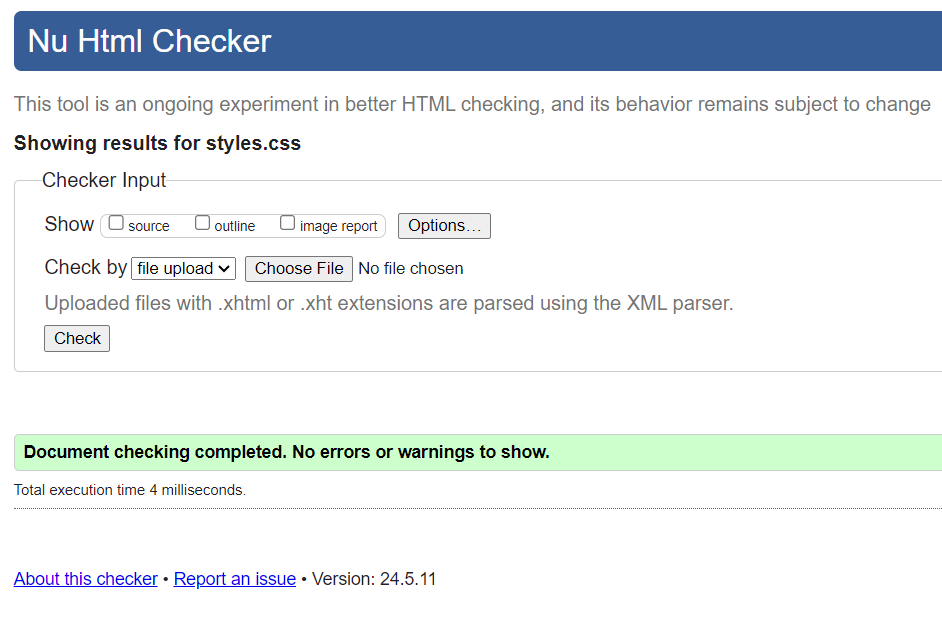 Nu Html Checker
This tool is an ongoing experiment in better HTML checking, and its behavior remains subject to change
Showing results for styles.css
Checker Input
Show source outline image report Options…
Check by file upload Choose File No file chosen
Uploaded files with .xhtml or .xht extensions are parsed using the XML parser.
Check
Document checking completed. No errors or warnings to show.
Total execution time 4 milliseconds.
About this checker • Report an issue • Version: 24.5.11